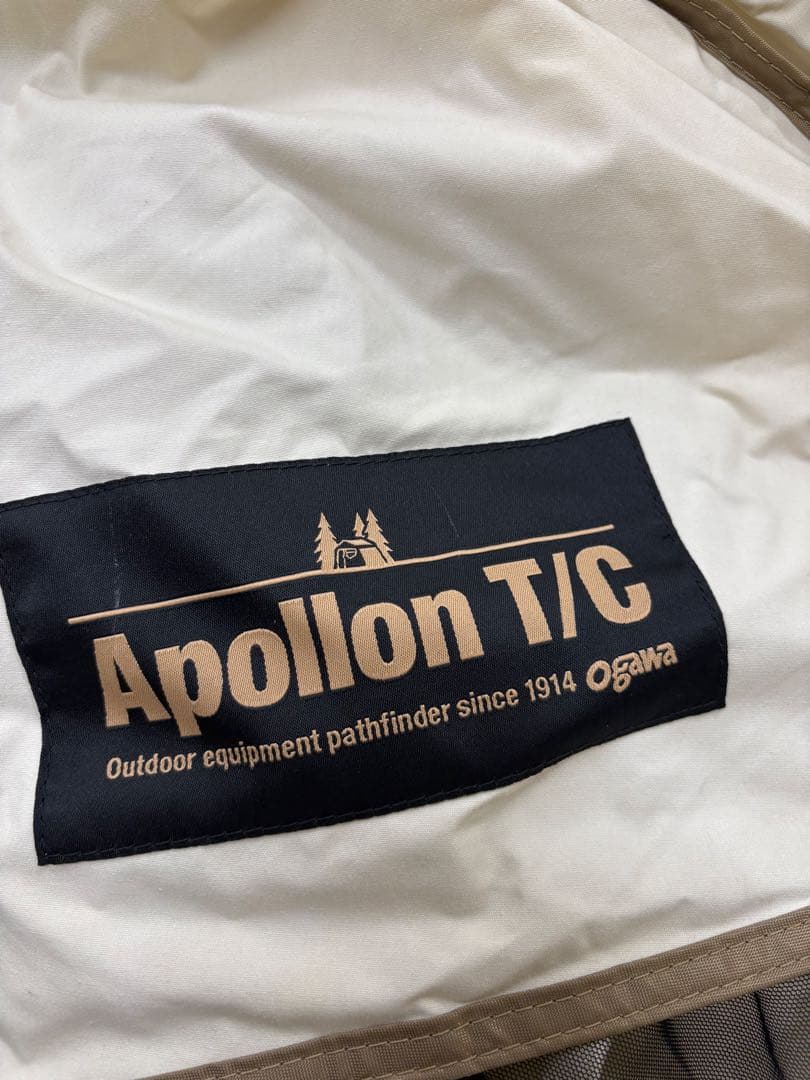 Apollon T/C
Outdoor equipment pathfinder since 1914 ogawa